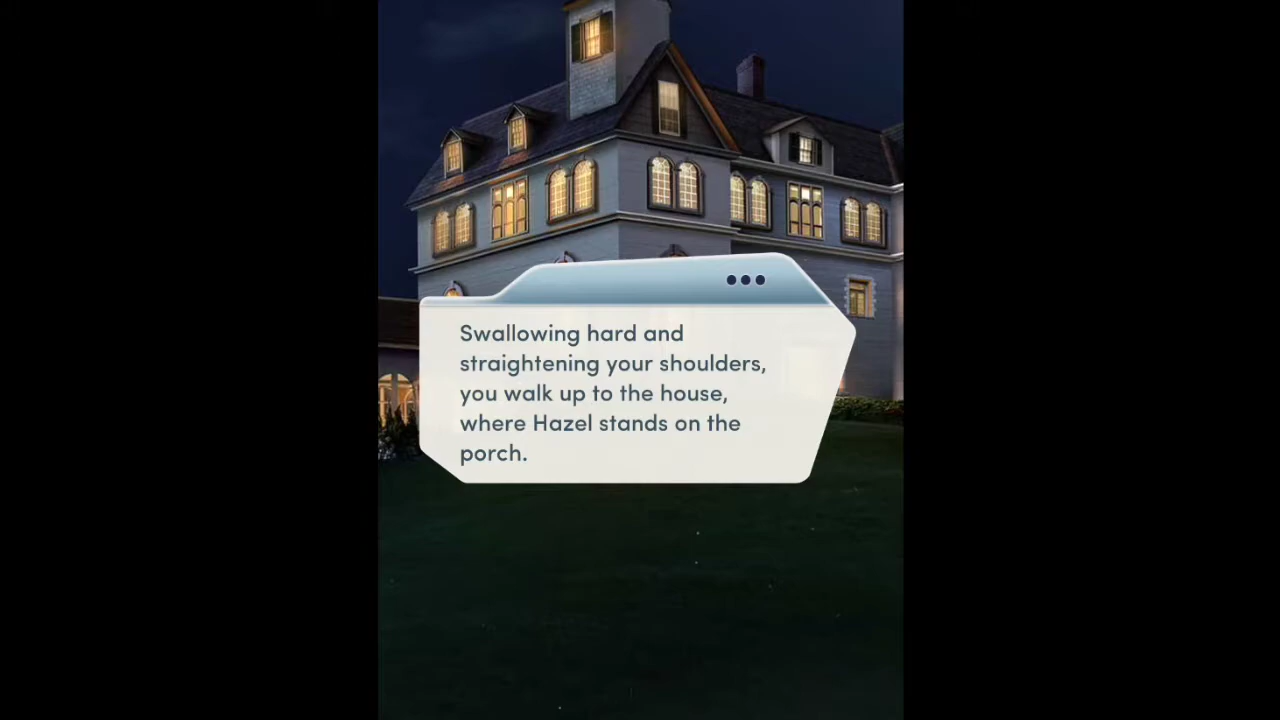 Swallowing hard and
straightening your shoulders,
you walk up to the house,
where Hazel stands on the
porch.